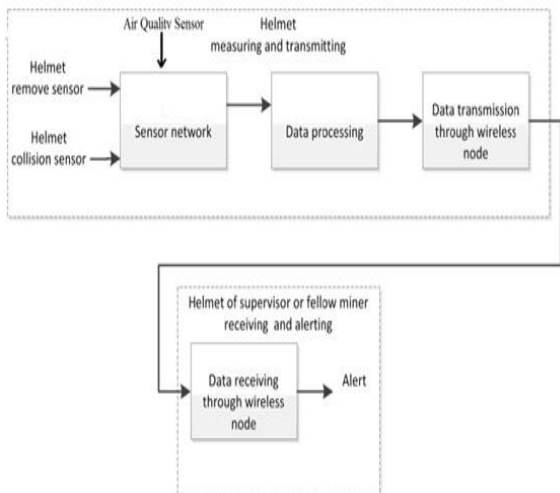 Air Quality Sensor
Helmet
measuring and transmitting
Helmet
remove sensor
Helmet
collision sensor
Sensor network
Data processing
Data transmission
through wireless
node
Helmet of supervisor or fellow miner
receiving and alerting
Data receiving
through wireless
node
Alert